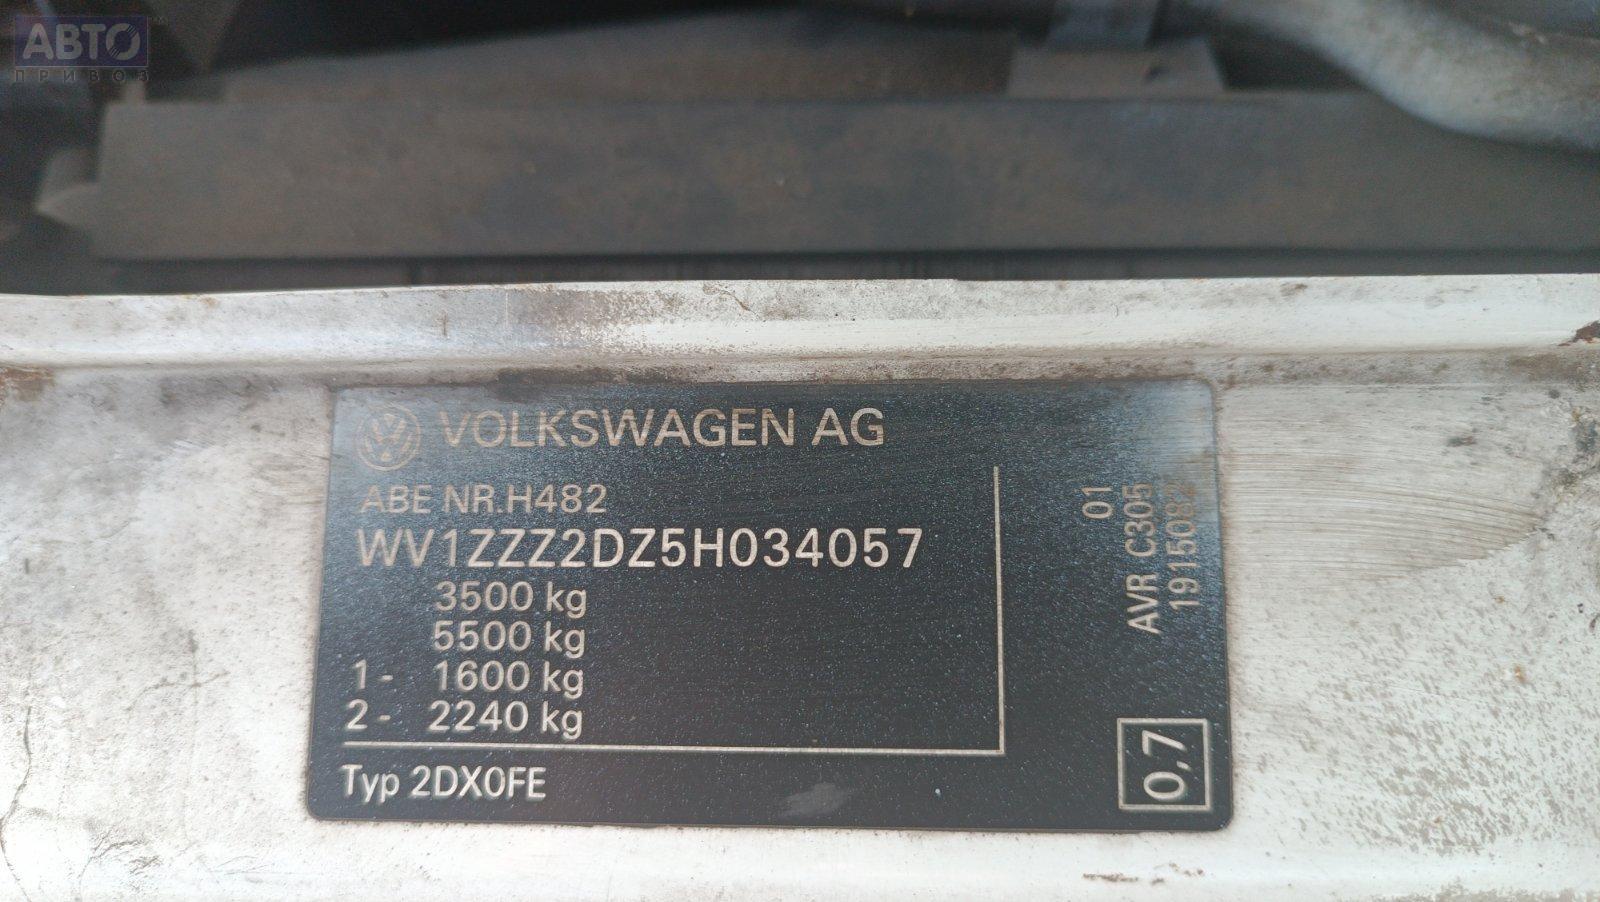 АВТО
ПРИВОЗ
VOLKSWAGEN AG
ABE NR.H482
WV1ZZZ2DZ5H034057
3500 kg
5500 kg
1- 1600 kg
2- 2240 kg
Typ 2DX0FE
01
AVR C305
1915082
0,7